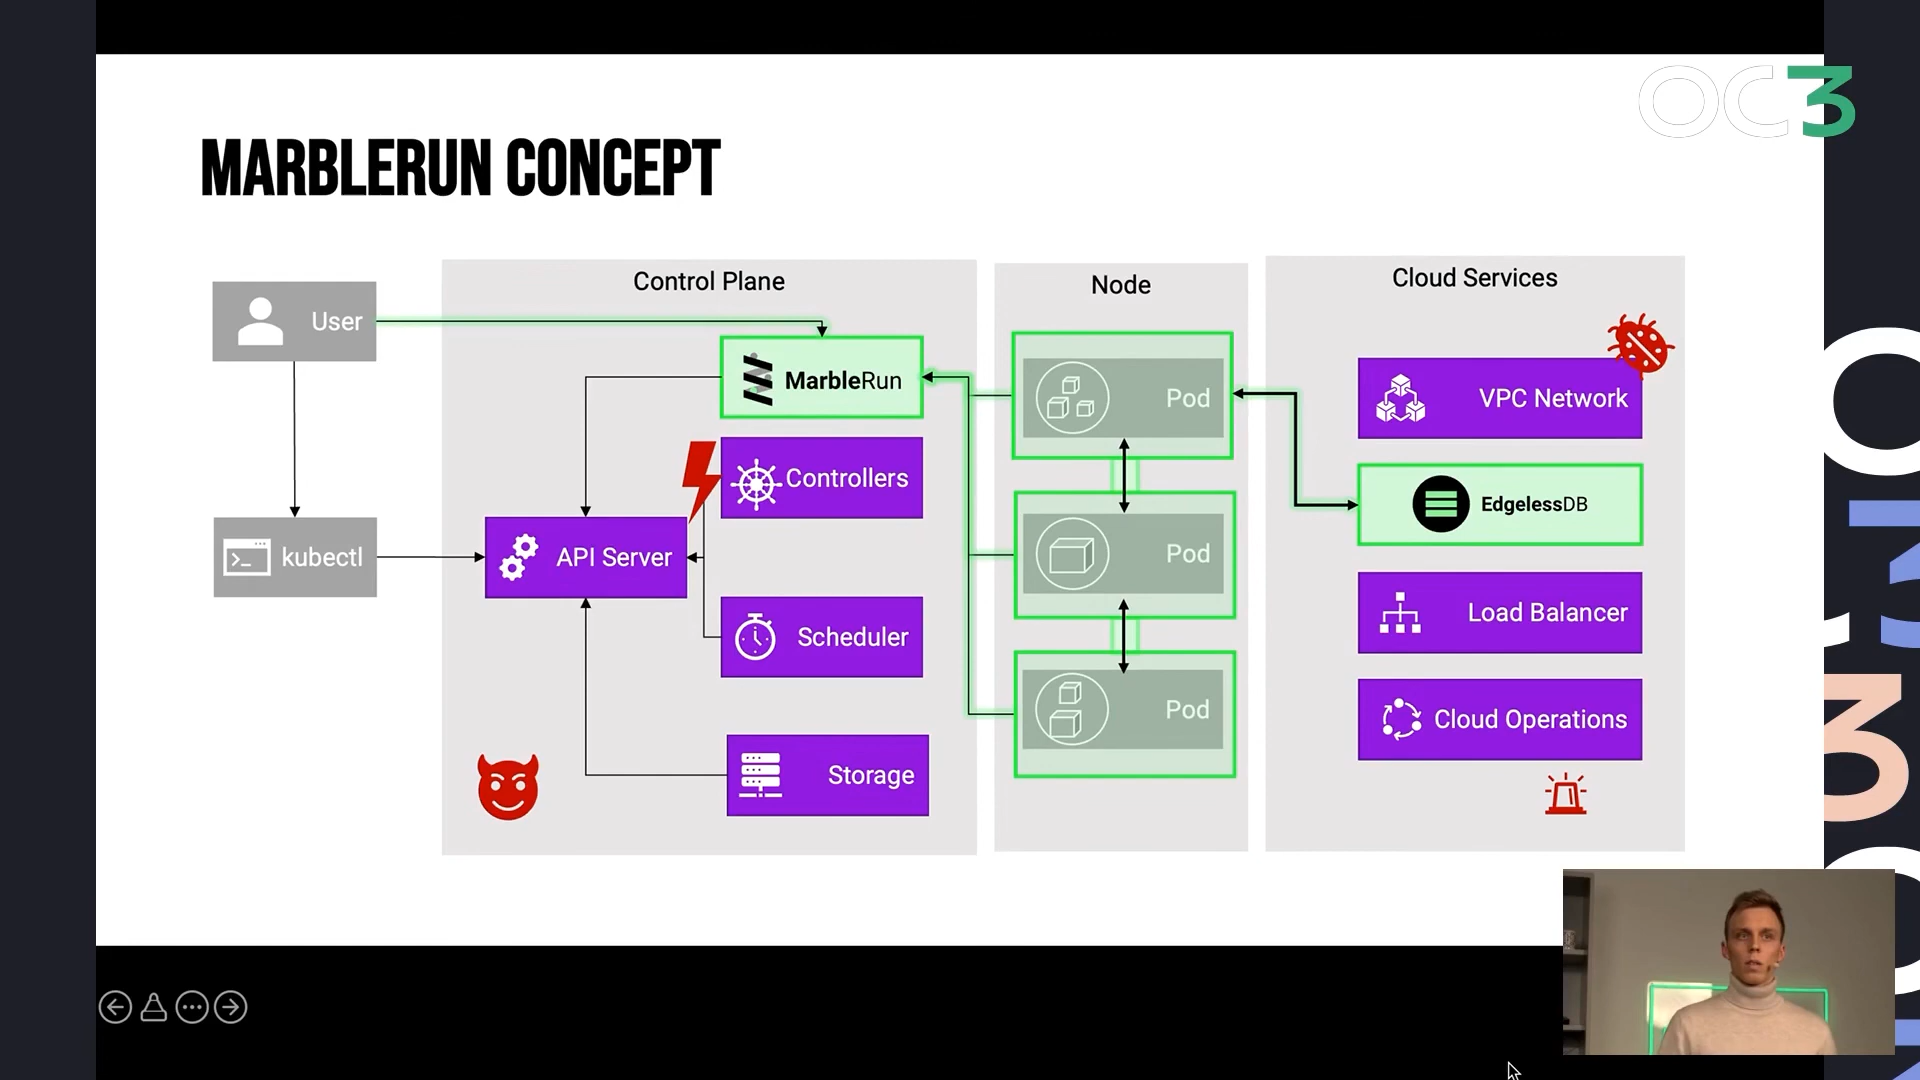 OC3
MARBLERUN CONCEPT
Control Plane
Node
Cloud Services
User
MarbleRun
Pod
VPC Network
Controllers
EdgelessDB
kubectl
API Server
Pod
Scheduler
Load Balancer
Pod
Cloud Operations
Storage